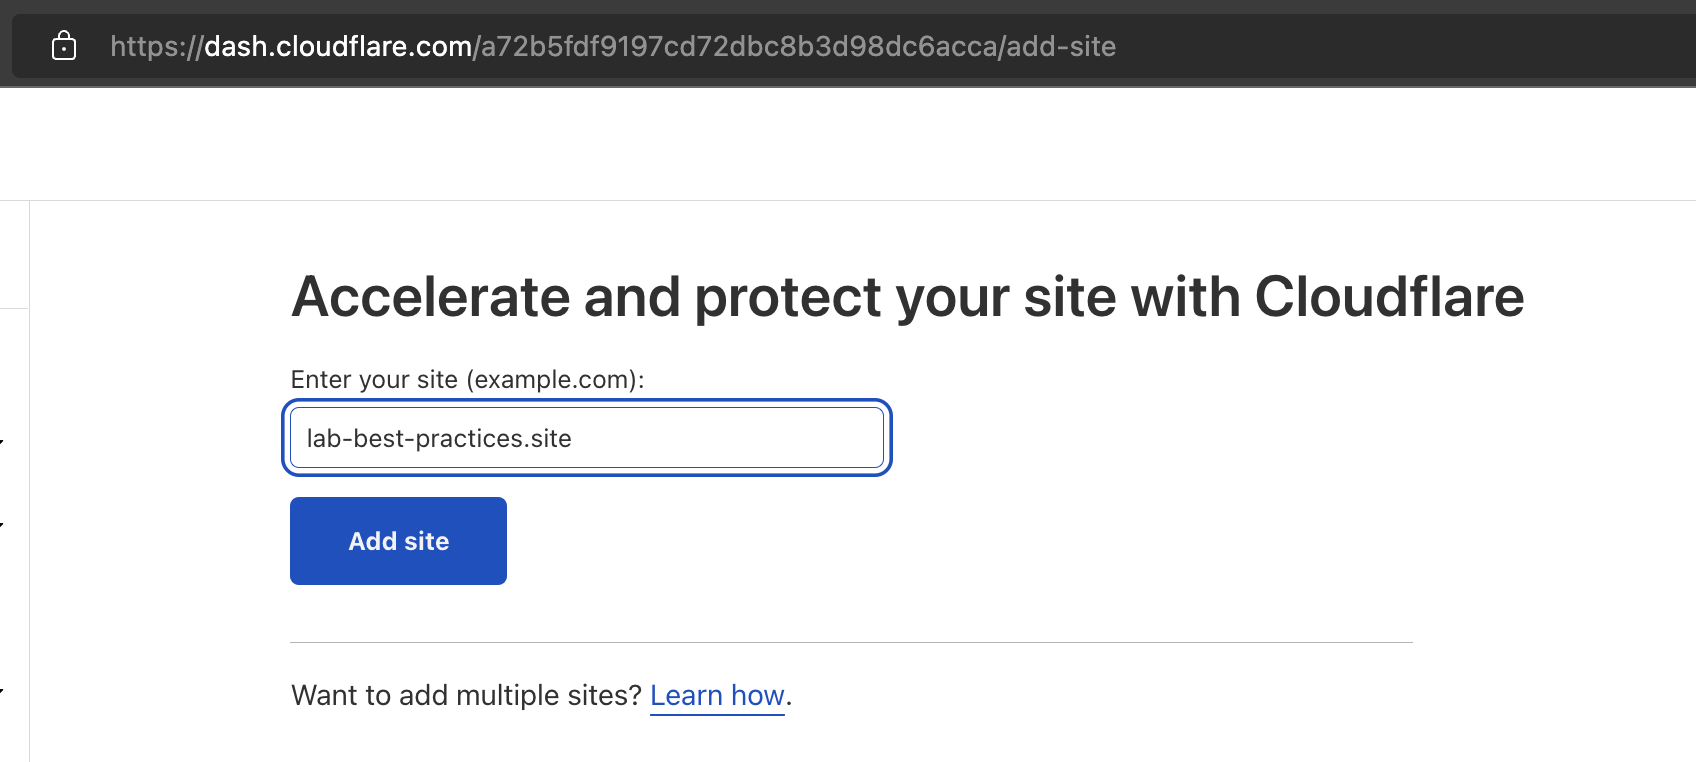 https://dash.cloudflare.com/a72b5fdf9197cd72dbc8b3d98dc6acca/add-site
Accelerate and protect your site with Cloudflare
Enter your site (example.com):
lab-best-practices.site
Add site
Want to add multiple sites? Learn how.